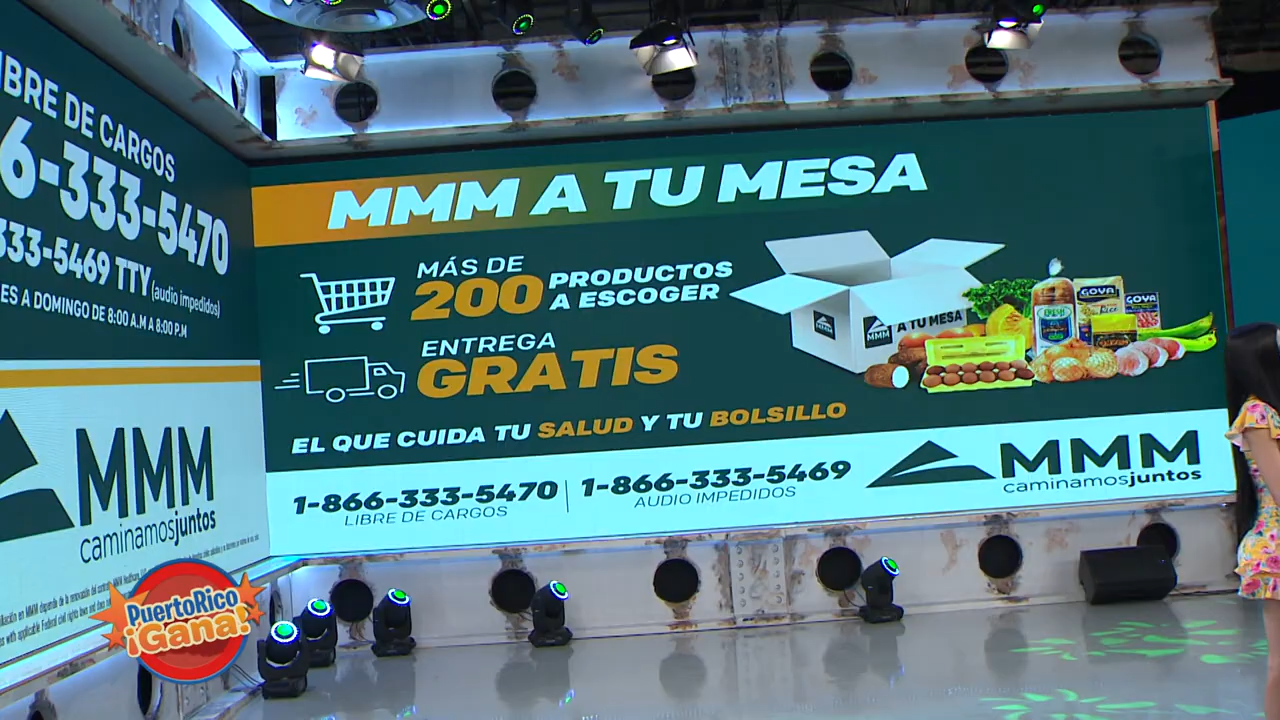 IBRE DE CARGOS
6-333-5470
333-5469 TTY (audio impedidos)
ES A DOMINGO DE 8:00 A.M A 8:00 P.M
MMM
caminamosjuntos
MMM A TU MESA
MÁS DE
200 PRODUCTOS
A ESCOGER
ENTREGA
GRATIS
EL QUE CUIDA TU SALUD Y TU BOLSILLO
1-866-333-5470
LIBRE DE CARGOS
1-866-333-5469
AUDIO IMPEDIDOS
MMM
caminamosjuntos
MMM
A TU MESA
GOYA
GOYA
PuertoRico
¡Gana!